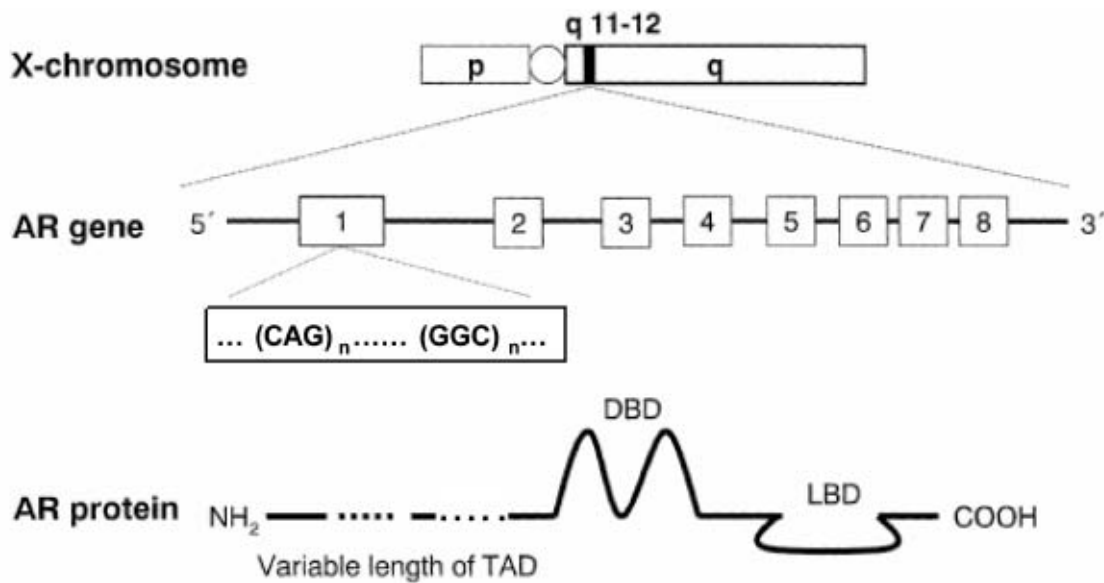 q 11-12
X-chromosome p q
AR gene 5´ 1 2 3 4 5 6 7 8 3´
... (CAG) n ...... (GGC) n ...
DBD
LBD
AR protein NH2 COOH
Variable length of TAD